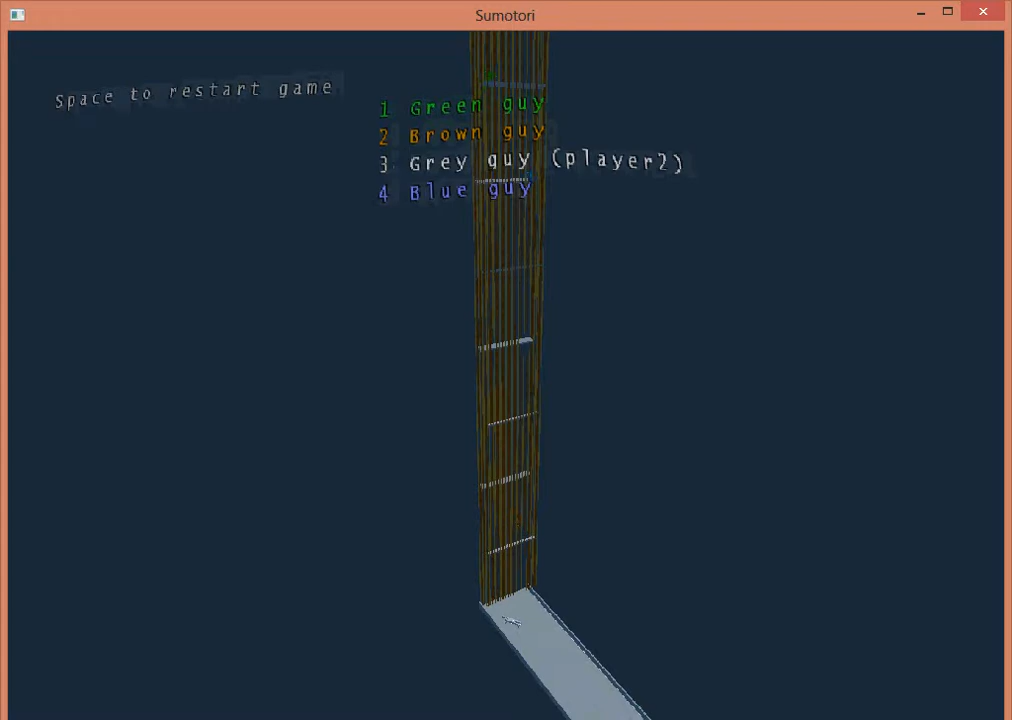 Sumotori
Space to restart game
1 Green guy
2 Brown guy
3 Grey guy (player2)
4 Blue guy